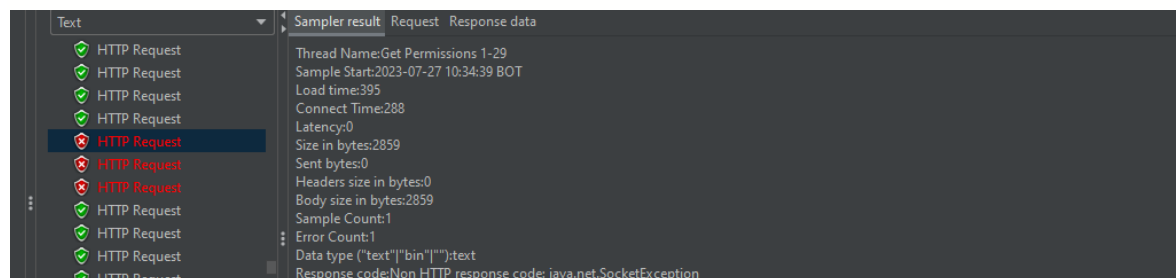 Text
Sampler result Request Response data
HTTP Request
HTTP Request
HTTP Request
HTTP Request
HTTP Request
HTTP Request
HTTP Request
HTTP Request
HTTP Request
HTTP Request
HTTP Request
Thread Name:Get Permissions 1-29
Sample Start:2023-07-27 10:34:39 BOT
Load time:395
Connect Time:288
Latency:0
Size in bytes:2859
Sent bytes:0
Headers size in bytes:0
Body size in bytes:2859
Sample Count:1
Error Count:1
Data type ("text"|"bin"|""):text
Response code:Non HTTP response code: java.net.SocketException